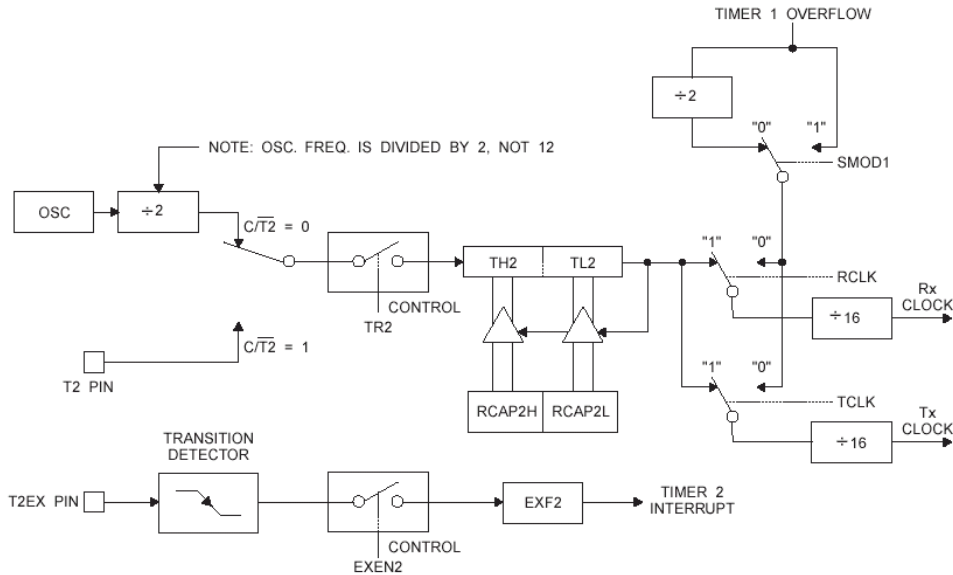 TIMER 1 OVERFLOW
÷2
"0"
"1"
SMOD1
NOTE: OSC. FREQ. IS DIVIDED BY 2, NOT 12
OSC
÷2
C/T2̅ = 0
TH2
TL2
"1"
"0"
RCLK
Rx
CLOCK
÷16
CONTROL
TR2
C/T2̅ = 1
T2 PIN
RCAP2H
RCAP2L
"1"
"0"
TCLK
Tx
CLOCK
÷16
TRANSITION
DETECTOR
T2EX PIN
EXF2
TIMER 2
INTERRUPT
CONTROL
EXEN2